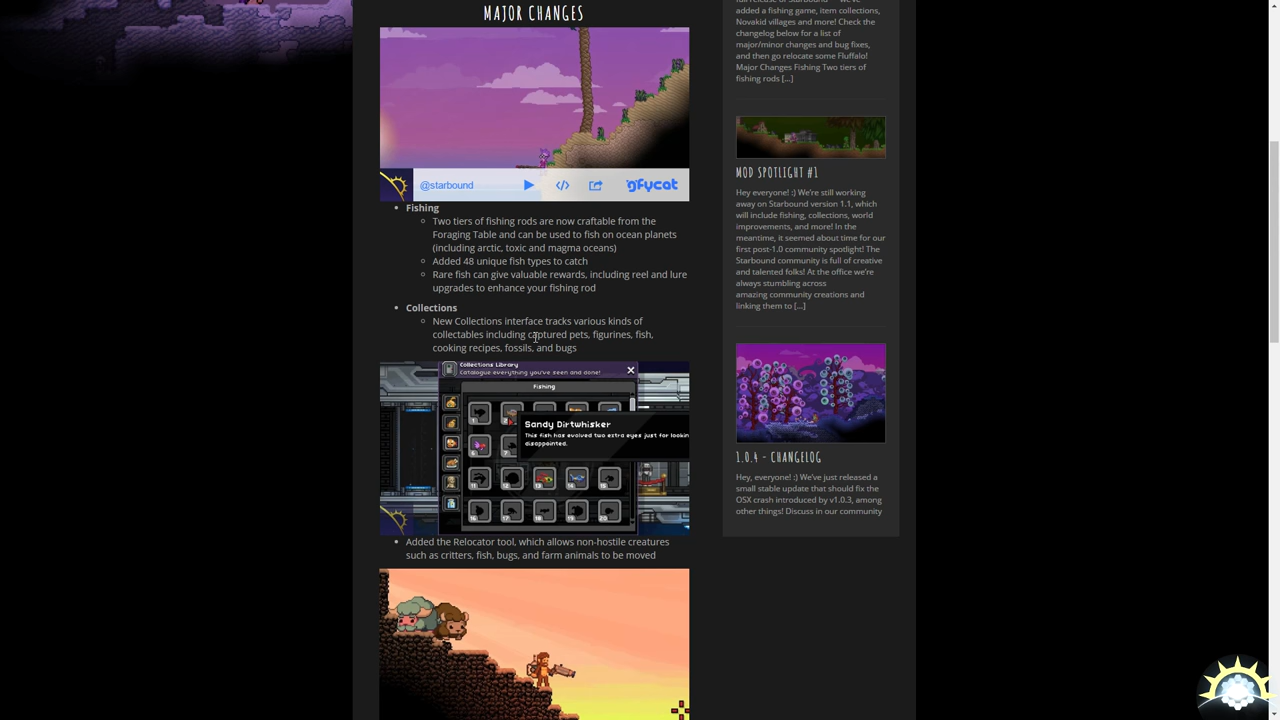 MAJOR CHANGES
@starbound
gfycat
Fishing
Two tiers of fishing rods are now craftable from the
Foraging Table and can be used to fish on ocean planets
(including arctic, toxic and magma oceans)
Added 48 unique fish types to catch
Rare fish can give valuable rewards, including reel and lure
upgrades to enhance your fishing rod
Collections
New Collections interface tracks various kinds of
collectables including captured pets, figurines, fish,
cooking recipes, fossils, and bugs
Collections Library
Catalogue everything you've seen and done!
Fishing
Sandy Dirtwhisker
This fish has evolved two extra eyes just for lookin
disappointed.
1
6
7
11
12
13
14
15
16
17
18
19
20
Added the Relocator tool, which allows non-hostile creatures
such as critters, fish, bugs, and farm animals to be moved
added a fishing game, item collections,
Novakid villages and more! Check the
changelog below for a list of
major/minor changes and bug fixes,
and then go relocate some Fluffalo!
Major Changes Fishing Two tiers of
fishing rods [...]
MOD SPOTLIGHT #1
Hey everyone! :) We're still working
away on Starbound version 1.1, which
will include fishing, collections, world
improvements, and more! In the
meantime, it seemed about time for our
first post-1.0 community spotlight! The
Starbound community is full of creative
and talented folks! At the office we're
always stumbling across
amazing community creations and
linking them to [...]
1.0.4 – CHANGELOG
Hey, everyone! :) We've just released a
small stable update that should fix the
OSX crash introduced by v1.0.3, among
other things! Discuss in our community